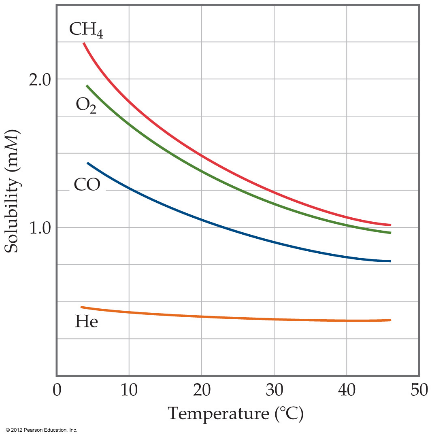 CH₄
2.0
O₂
CO
Solubility (mM)
1.0
He
0 10 20 30 40 50
Temperature (°C)
© 2012 Pearson Education, Inc.